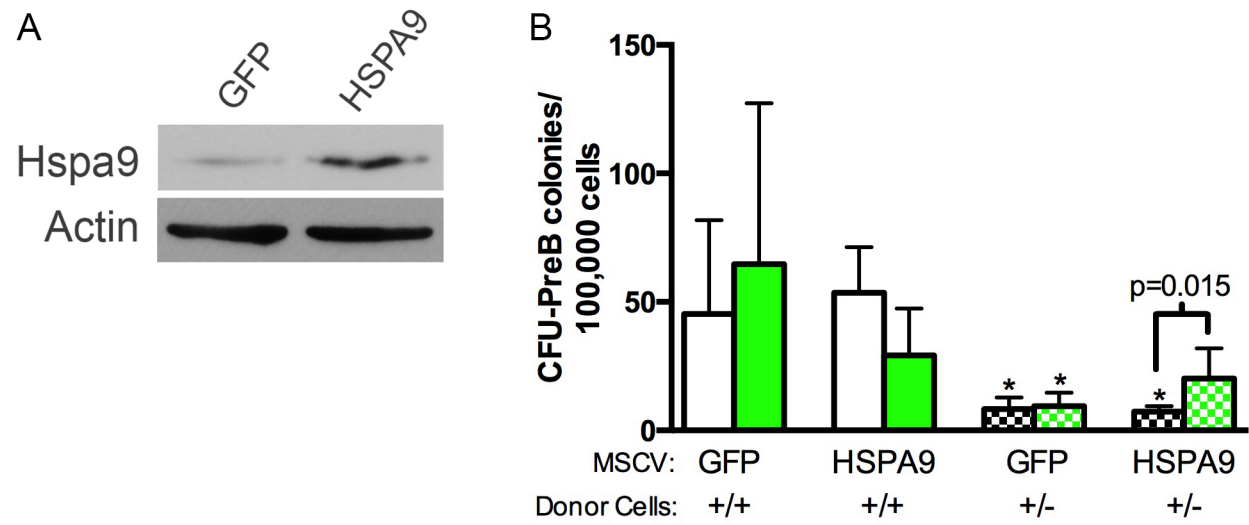 A
GFP
HSPA9
Hspa9
Actin
B
CFU-PreB colonies/
100,000 cells
150
100
50
0
* * *
p=0.015
MSCV: GFP HSPA9 GFP HSPA9
Donor Cells: +/+ +/+ +/- +/-